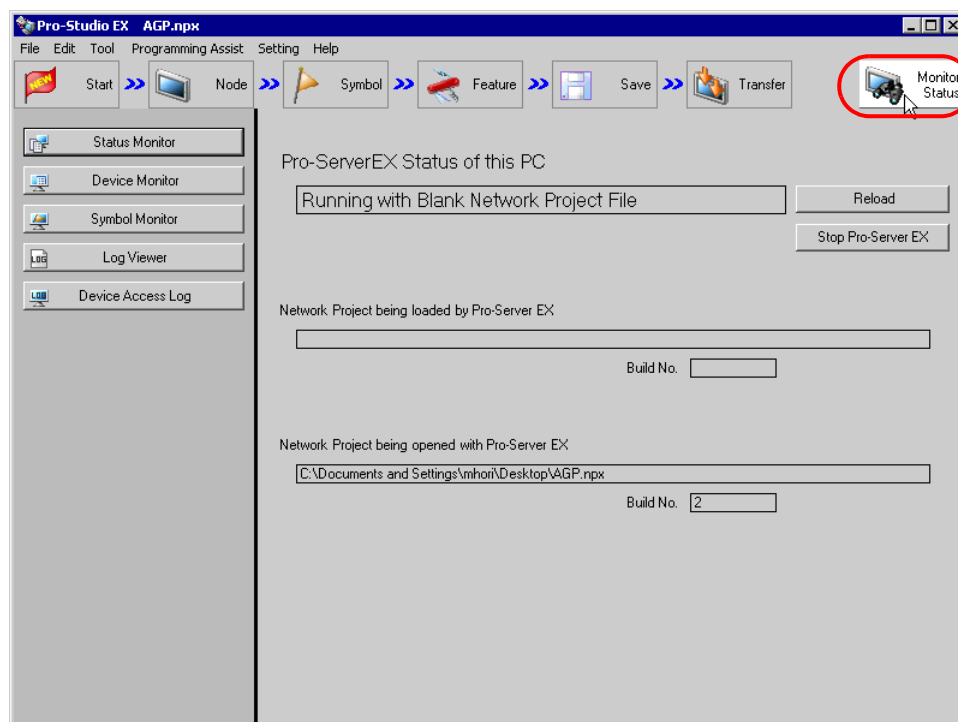 Pro-Studio EX AGP.npx
File Edit Tool Programming Assist Setting Help
NEW Start Node Symbol Feature Save Transfer Monitor Status
Status Monitor
Device Monitor
Symbol Monitor
LOG Log Viewer
LOG Device Access Log
Pro-ServerEX Status of this PC
Running with Blank Network Project File
Reload
Stop Pro-Server EX
Network Project being loaded by Pro-Server EX
Build No.
Network Project being opened with Pro-Server EX
C:\Documents and Settings\mhori\Desktop\AGP.npx
Build No. 2